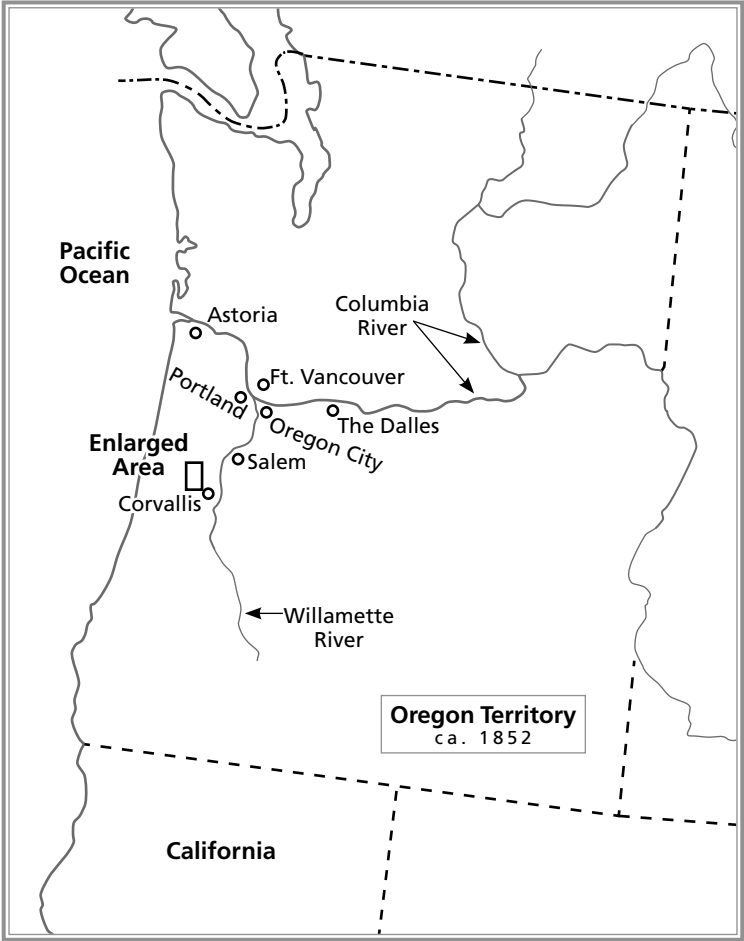 Pacific
Ocean
Astoria
Columbia
River
Ft. Vancouver
Portland
Oregon City
The Dalles
Enlarged
Area
Salem
Corvallis
Willamette
River
Oregon Territory
ca. 1852
California